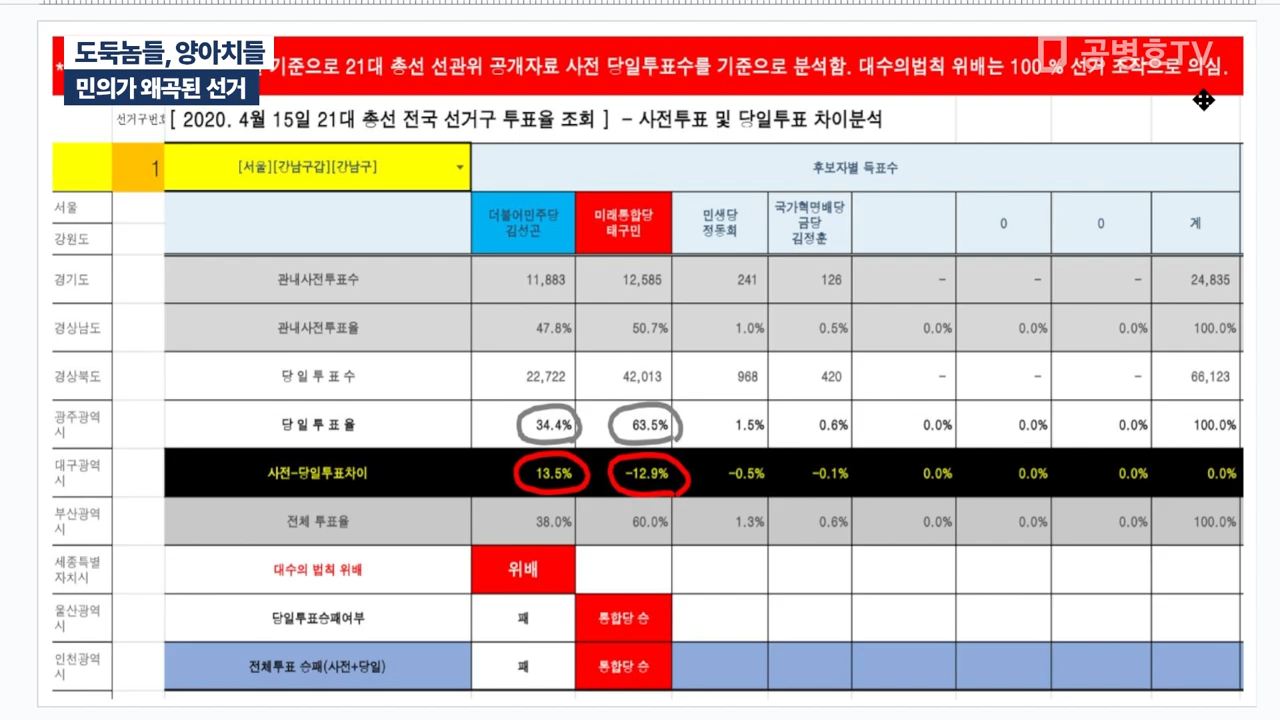 도둑놈들, 양아치들
민의가 왜곡된 선거
기준으로 21대 총선 선관위 공개자료 사전 당일투표수를 기준으로 분석함. 대수의법칙 위배는 100 % 선거 조작으로 의심.
공병호TV
선거구번호 [ 2020. 4월 15일 21대 총선 전국 선거구 투표율 조회 ] - 사전투표 및 당일투표 차이분석
1 [서울][강남구갑][강남구] 후보자별 득표수
서울
강원도
더불어민주당
김성곤
미래통합당
태구민
민생당
정동희
국가혁명배당
금당
김정훈
0 0 계
경기도 관내사전투표수 11,883 12,585 241 126 - - - 24,835
경상남도 관내사전투표율 47.8% 50.7% 1.0% 0.5% 0.0% 0.0% 0.0% 100.0%
경상북도 당 일 투 표 수 22,722 42,013 968 420 - - - 66,123
광주광역
시
당 일 투 표 율 34.4% 63.5% 1.5% 0.6% 0.0% 0.0% 0.0% 100.0%
대구광역
시
사전-당일투표차이 13.5% -12.9% -0.5% -0.1% 0.0% 0.0% 0.0% 0.0%
부산광역
시
전체 투표율 38.0% 60.0% 1.3% 0.6% 0.0% 0.0% 0.0% 100.0%
세종특별
자치시
대수의 법칙 위배 위배
울산광역
시
당일투표승패여부 패 통합당 승
인천광역
시
전체투표 승패(사전+당일) 패 통합당 승